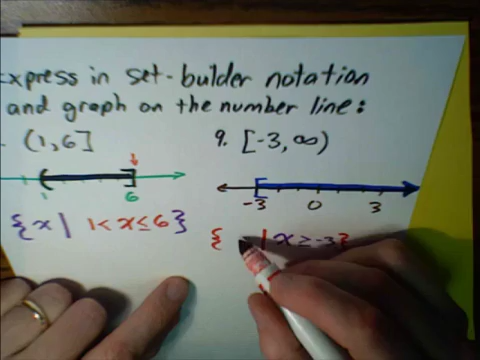 Express in set-builder notation
and graph on the number line:
(1,6]
9. [-3, ∞)
1 6
-3 0 3
{x | 1<x≤6}
{ | x≥-3}